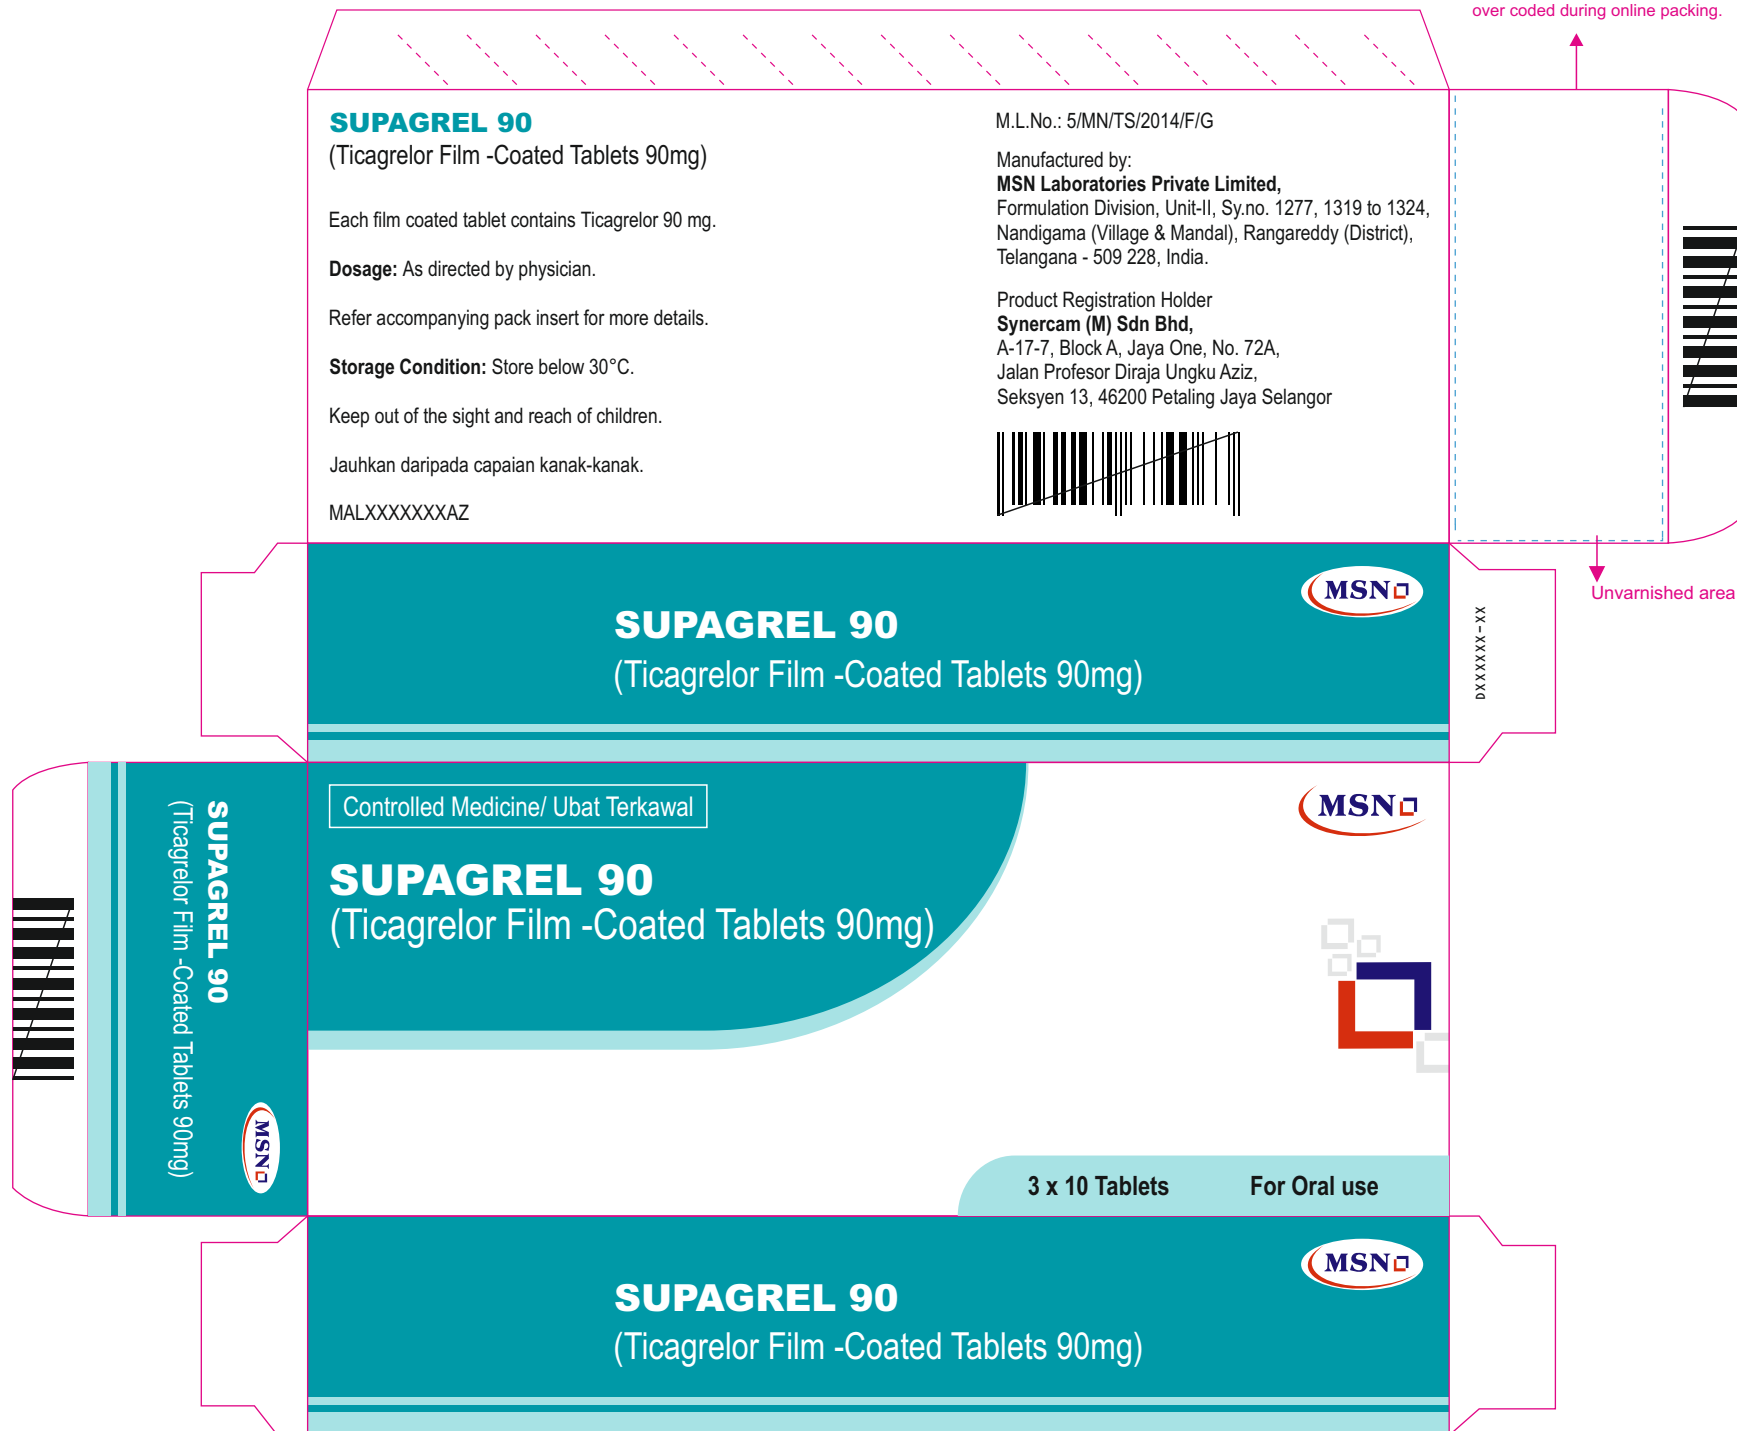 over coded during online packing.
SUPAGREL 90
(Ticagrelor Film -Coated Tablets 90mg)
Each film coated tablet contains Ticagrelor 90 mg.
Dosage: As directed by physician.
Refer accompanying pack insert for more details.
Storage Condition: Store below 30°C.
Keep out of the sight and reach of children.
Jauhkan daripada capaian kanak-kanak.
MALXXXXXXXAZ
M.L.No.: 5/MN/TS/2014/F/G
Manufactured by:
MSN Laboratories Private Limited,
Formulation Division, Unit-II, Sy.no. 1277, 1319 to 1324,
Nandigama (Village & Mandal), Rangareddy (District),
Telangana - 509 228, India.
Product Registration Holder
Synercam (M) Sdn Bhd,
A-17-7, Block A, Jaya One, No. 72A,
Jalan Profesor Diraja Ungku Aziz,
Seksyen 13, 46200 Petaling Jaya Selangor
Unvarnished area
MSN
SUPAGREL 90
(Ticagrelor Film -Coated Tablets 90mg)
DXXXXXX-XX
SUPAGREL 90
(Ticagrelor Film -Coated Tablets 90mg)
MSN
Controlled Medicine/ Ubat Terkawal
SUPAGREL 90
(Ticagrelor Film -Coated Tablets 90mg)
MSN
3 x 10 Tablets For Oral use
MSN
SUPAGREL 90
(Ticagrelor Film -Coated Tablets 90mg)